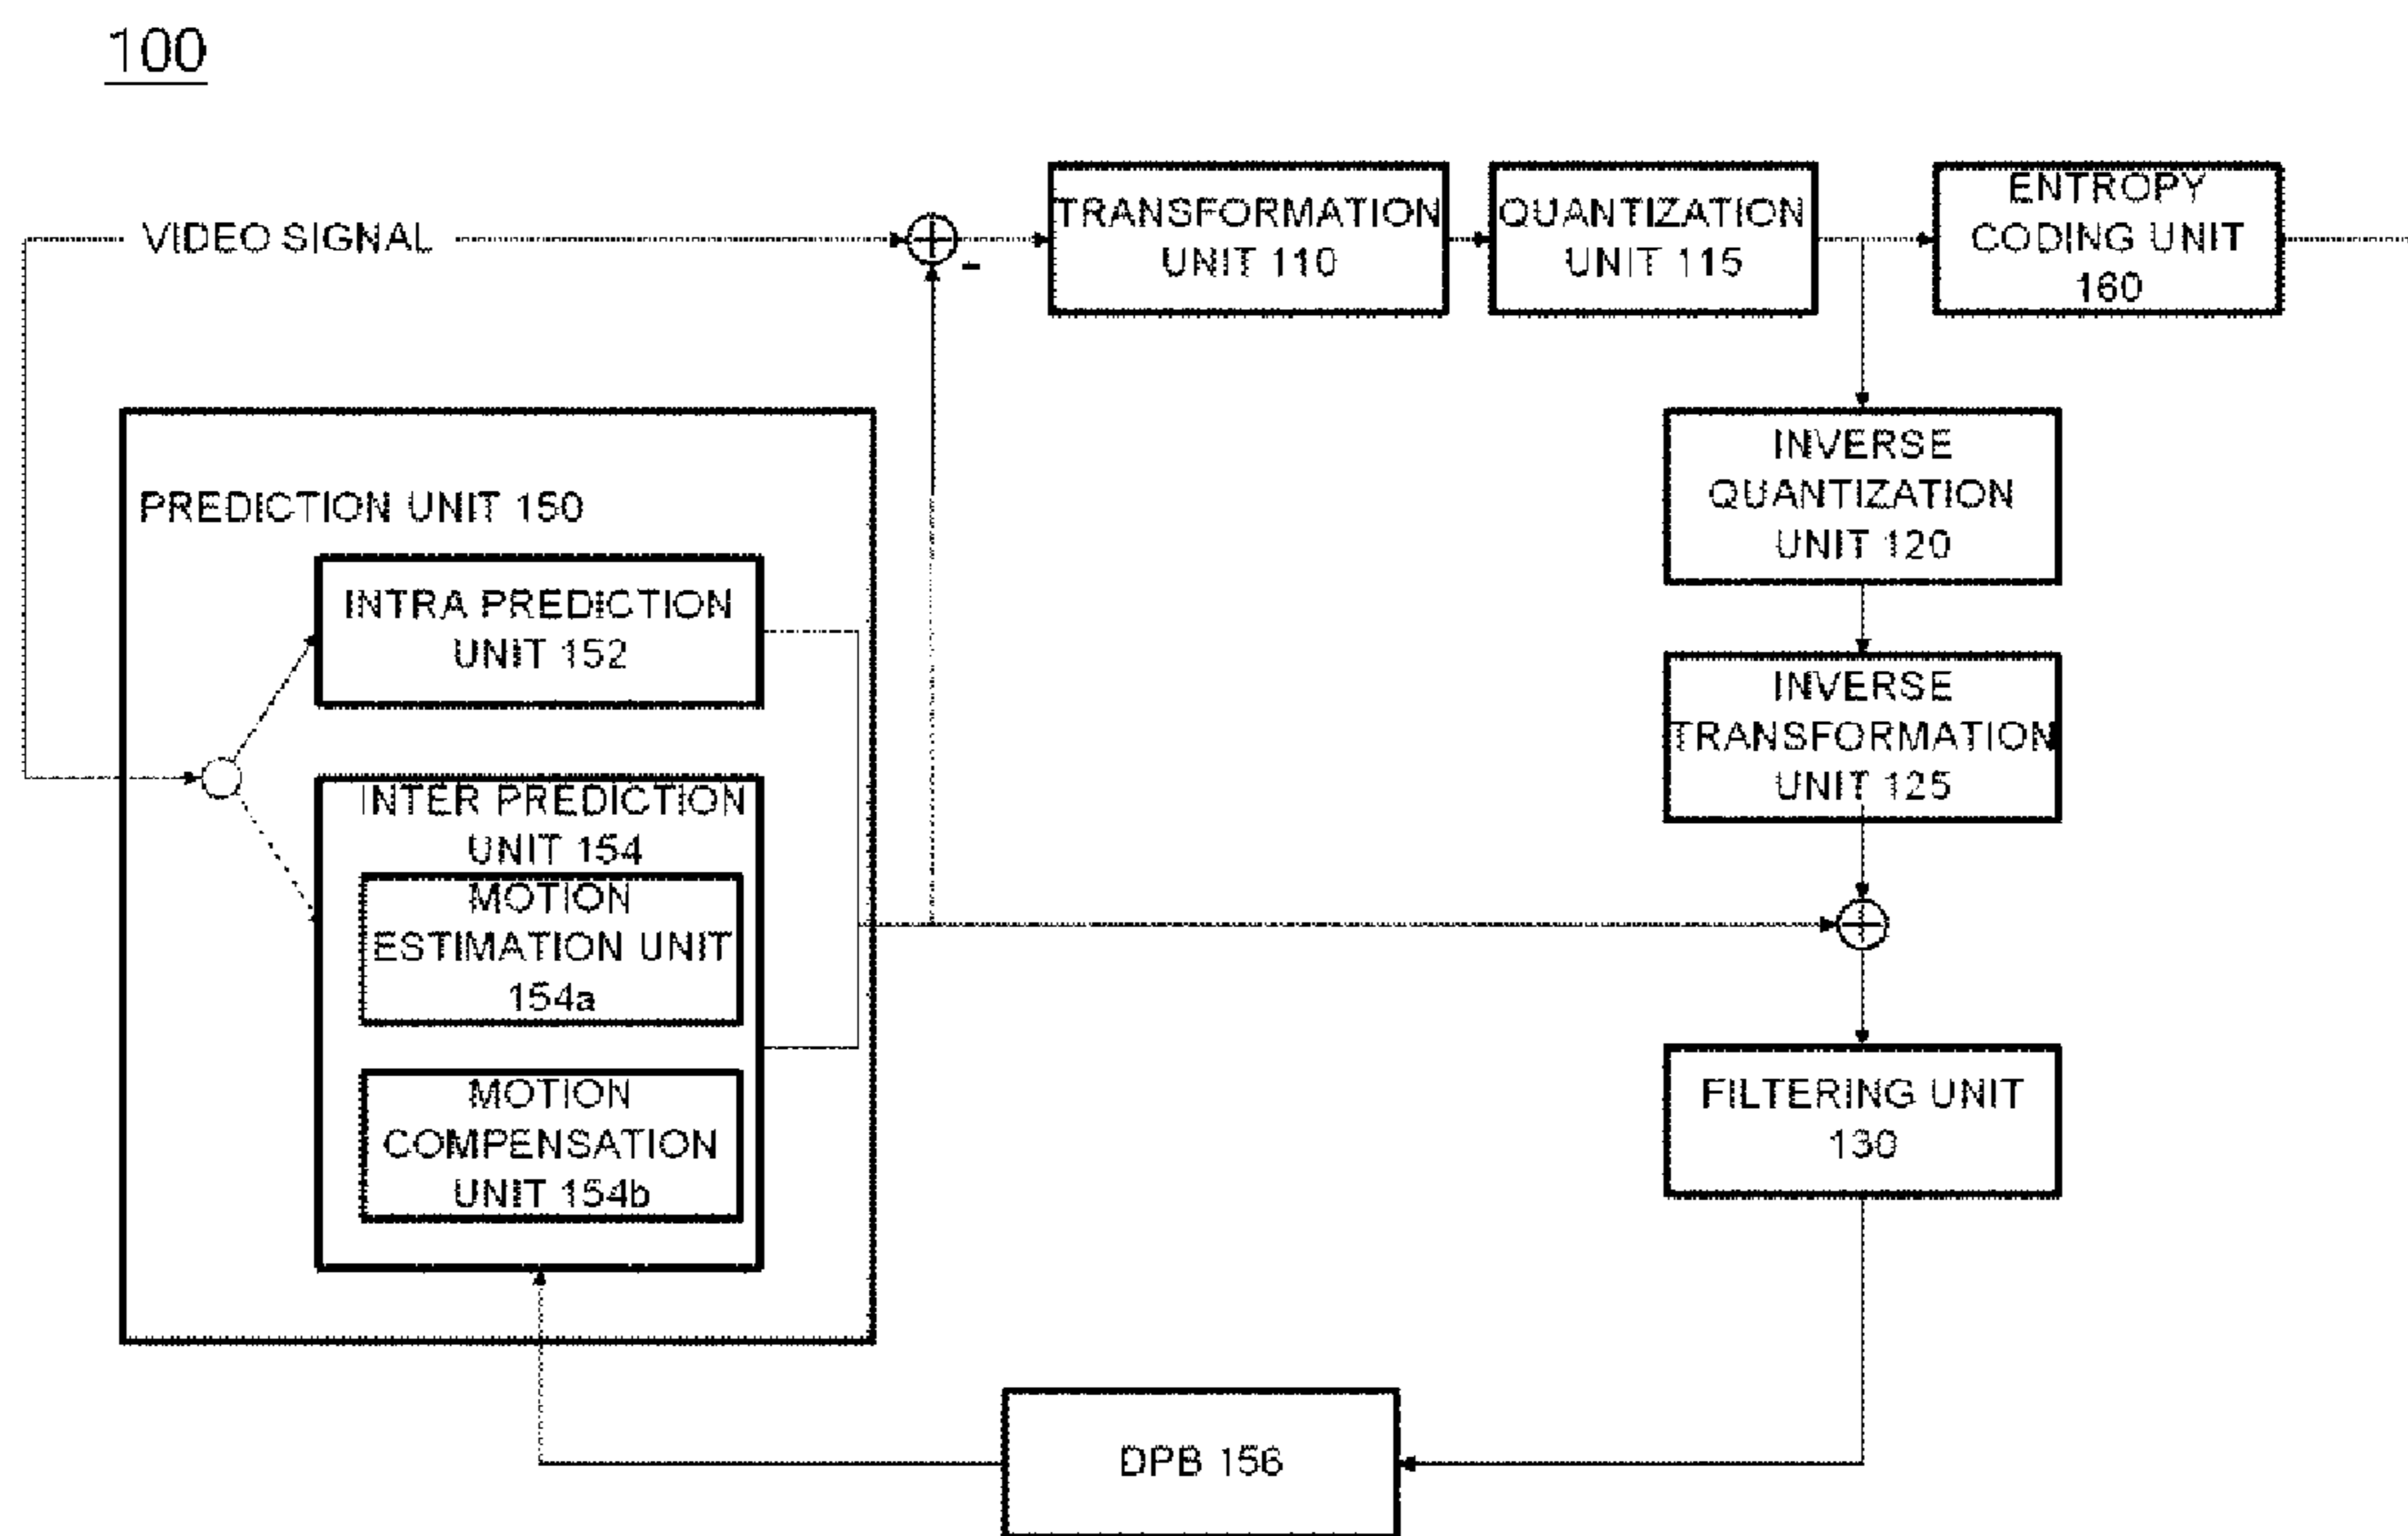 100
VIDEO SIGNAL
-
TRANSFORMATION
UNIT 110
QUANTIZATION
UNIT 115
ENTROPY
CODING UNIT
160
INVERSE
QUANTIZATION
UNIT 120
INVERSE
TRANSFORMATION
UNIT 125
PREDICTION UNIT 150
INTRA PREDICTION
UNIT 152
INTER PREDICTION
UNIT 154
MOTION
ESTIMATION UNIT
154a
MOTION
COMPENSATION
UNIT 154b
FILTERING UNIT
130
DPB 156